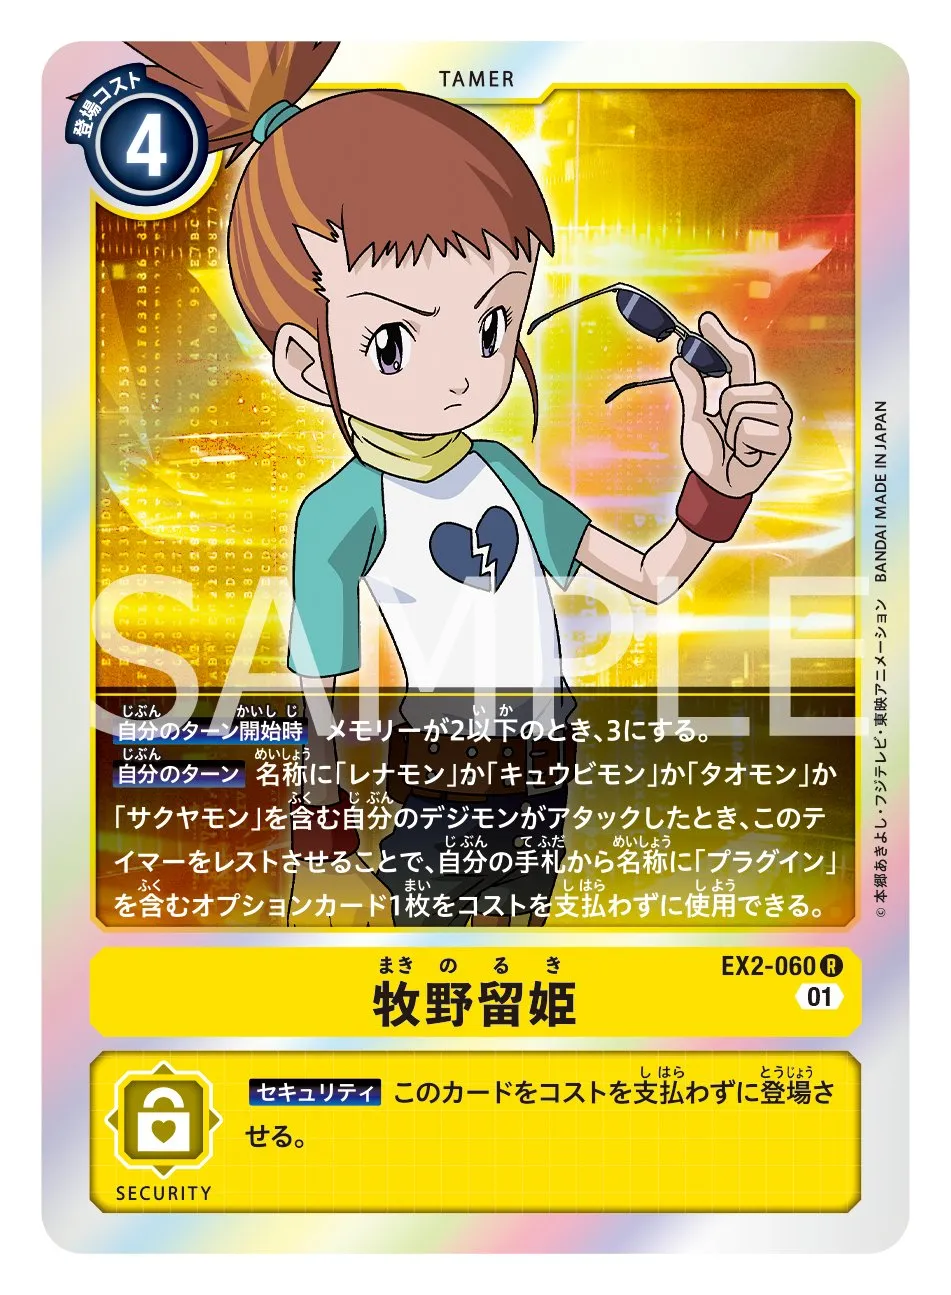 TAMER
登場コスト
4
自分のターン開始時 メモリーが2以下のとき、3にする。
自分のターン 名称に「レナモン」か「キュウビモン」か「タオモン」か
「サクヤモン」を含む自分のデジモンがアタックしたとき、このテ
イマーをレストさせることで、自分の手札から名称に「プラグイン」
を含むオプションカード1枚をコストを支払わずに使用できる。
SAMPLE
©本郷あきよし・フジテレビ・東映アニメーション BANDAI MADE IN JAPAN
まきのるき
牧野留姫
EX2-060 R
01
セキュリティ このカードをコストを支払わずに登場さ
せる。
SECURITY